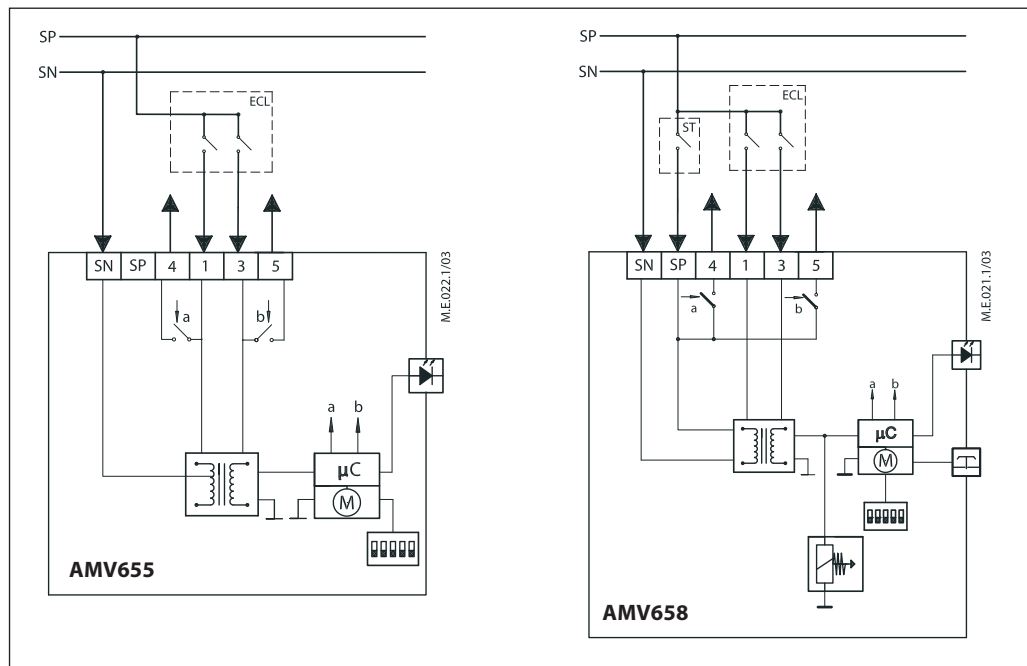 SP
SN
ECL
SN SP 4 1 3 5
a
b
a b
μC
M
AMV655
M.E.022.1/03
SP
SN
ST
ECL
SN SP 4 1 3 5
a
b
a b
μC
M
AMV658
M.E.021.1/03